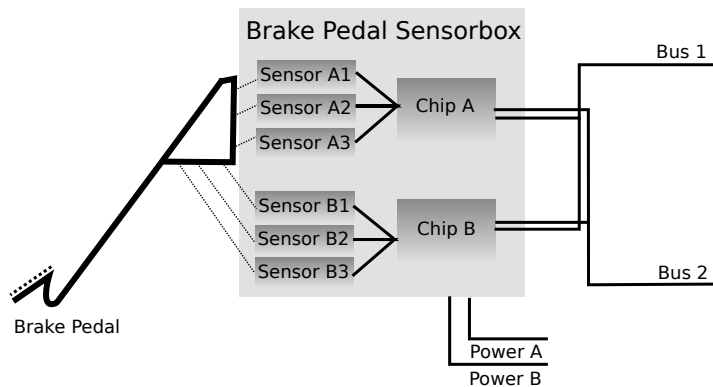 Brake Pedal Sensorbox
Bus 1
Sensor A1
Sensor A2
Chip A
Sensor A3
Sensor B1
Chip B
Sensor B2
Sensor B3
Bus 2
Brake Pedal
Power A
Power B